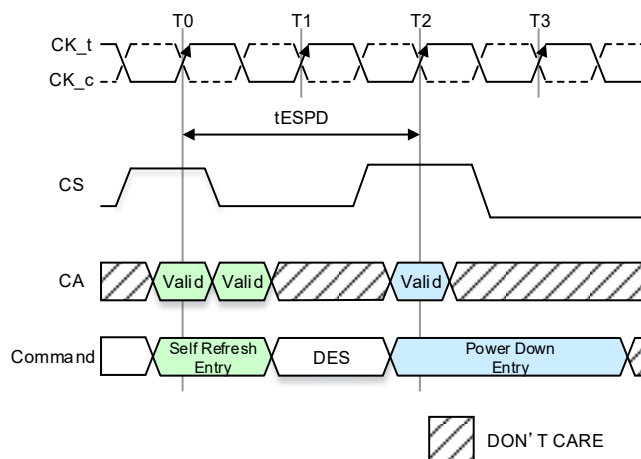 T0 T1 T2 T3
CK_t
CK_c
tESPD
CS
CA Valid Valid Valid
Command Self Refresh Entry DES Power Down Entry
DON'T CARE